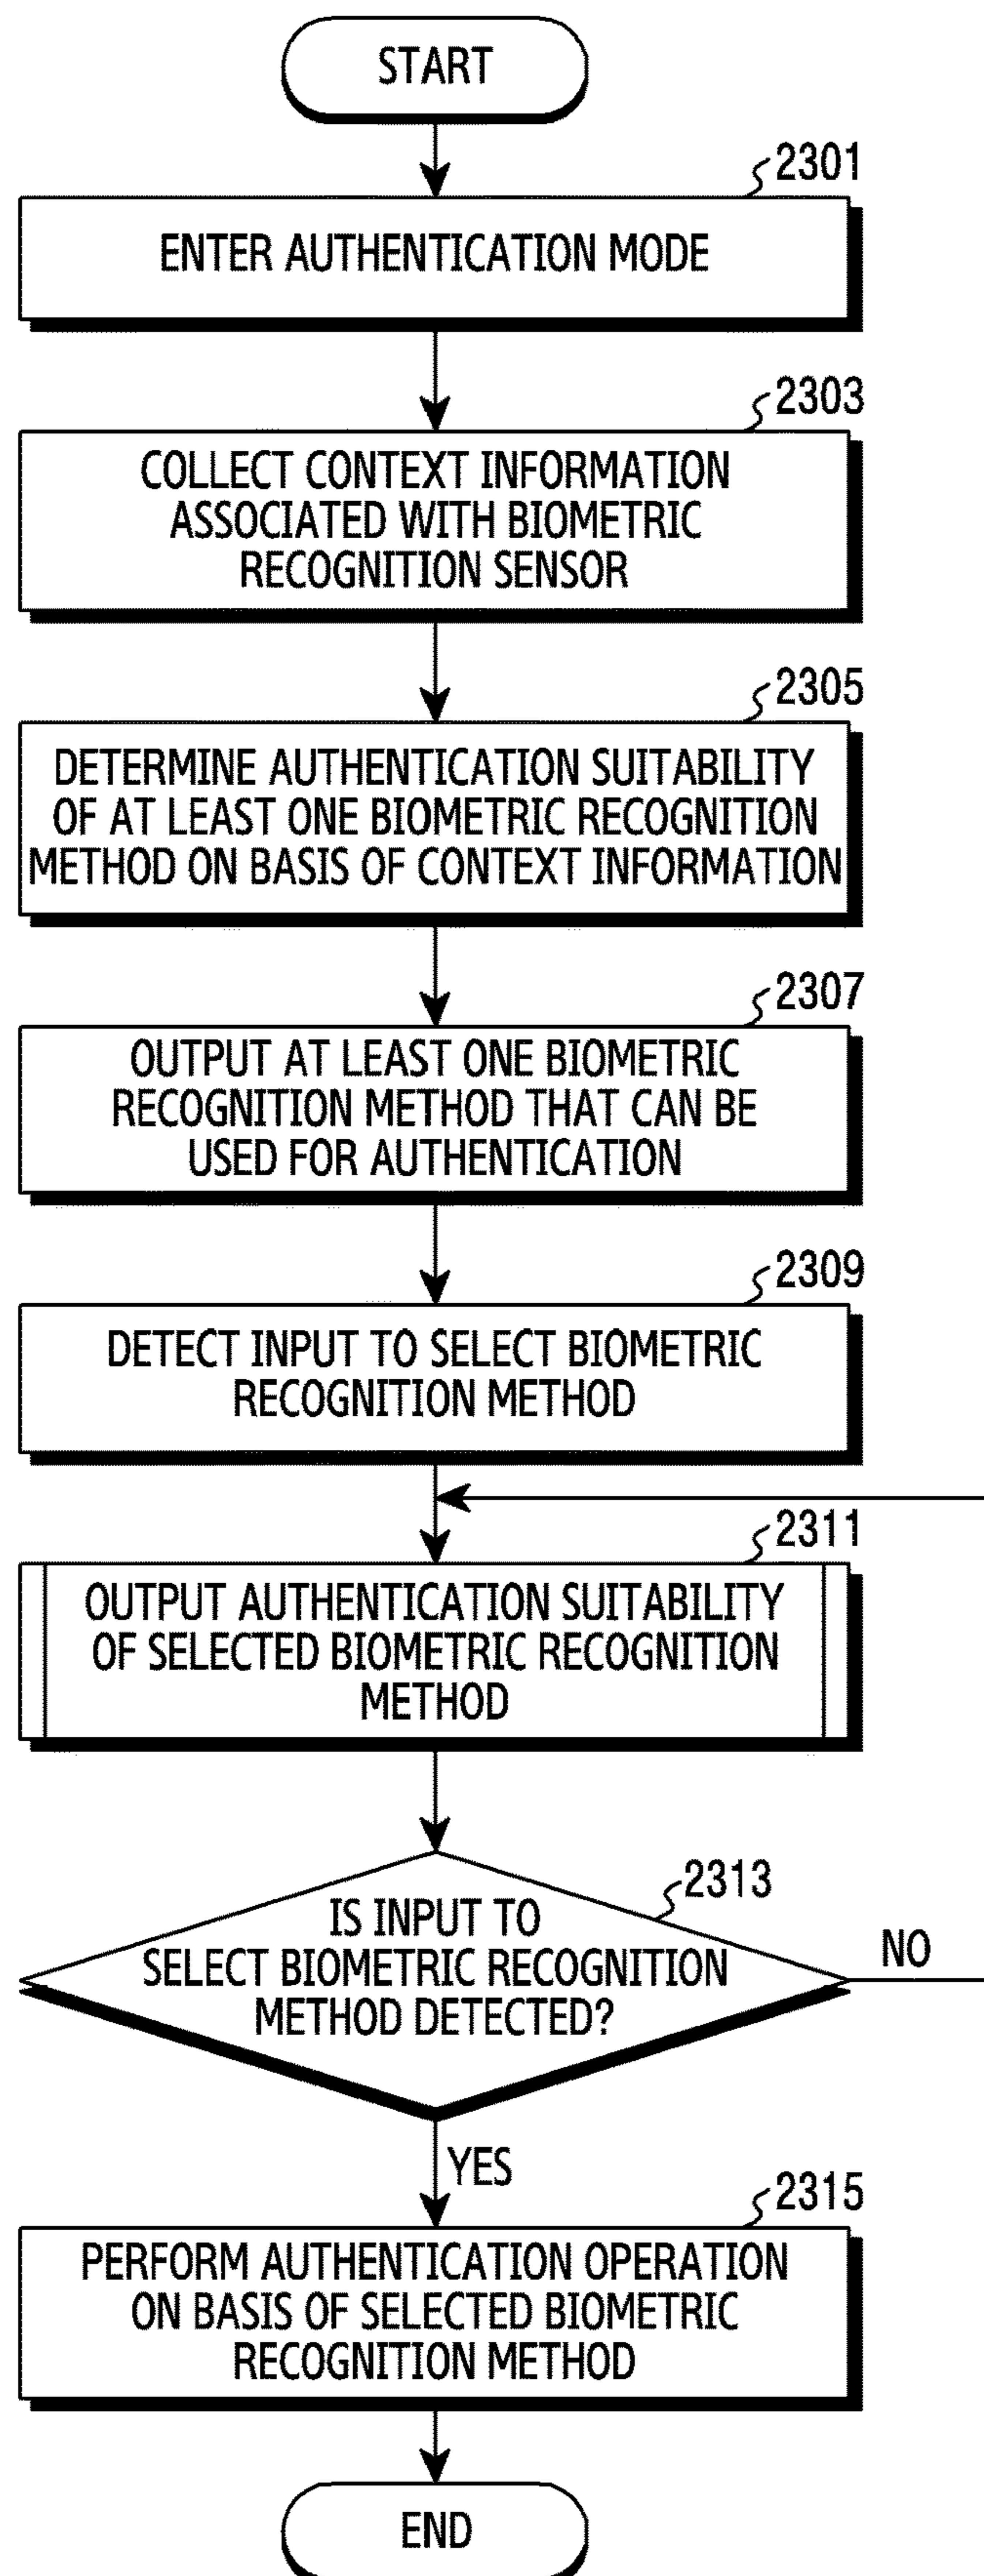 START
2301
ENTER AUTHENTICATION MODE
2303
COLLECT CONTEXT INFORMATION
ASSOCIATED WITH BIOMETRIC
RECOGNITION SENSOR
2305
DETERMINE AUTHENTICATION SUITABILITY
OF AT LEAST ONE BIOMETRIC RECOGNITION
METHOD ON BASIS OF CONTEXT INFORMATION
2307
OUTPUT AT LEAST ONE BIOMETRIC
RECOGNITION METHOD THAT CAN BE
USED FOR AUTHENTICATION
2309
DETECT INPUT TO SELECT BIOMETRIC
RECOGNITION METHOD
2311
OUTPUT AUTHENTICATION SUITABILITY
OF SELECTED BIOMETRIC RECOGNITION
METHOD
2313
IS INPUT TO
SELECT BIOMETRIC RECOGNITION
METHOD DETECTED?
NO
YES
2315
PERFORM AUTHENTICATION OPERATION
ON BASIS OF SELECTED BIOMETRIC
RECOGNITION METHOD
END